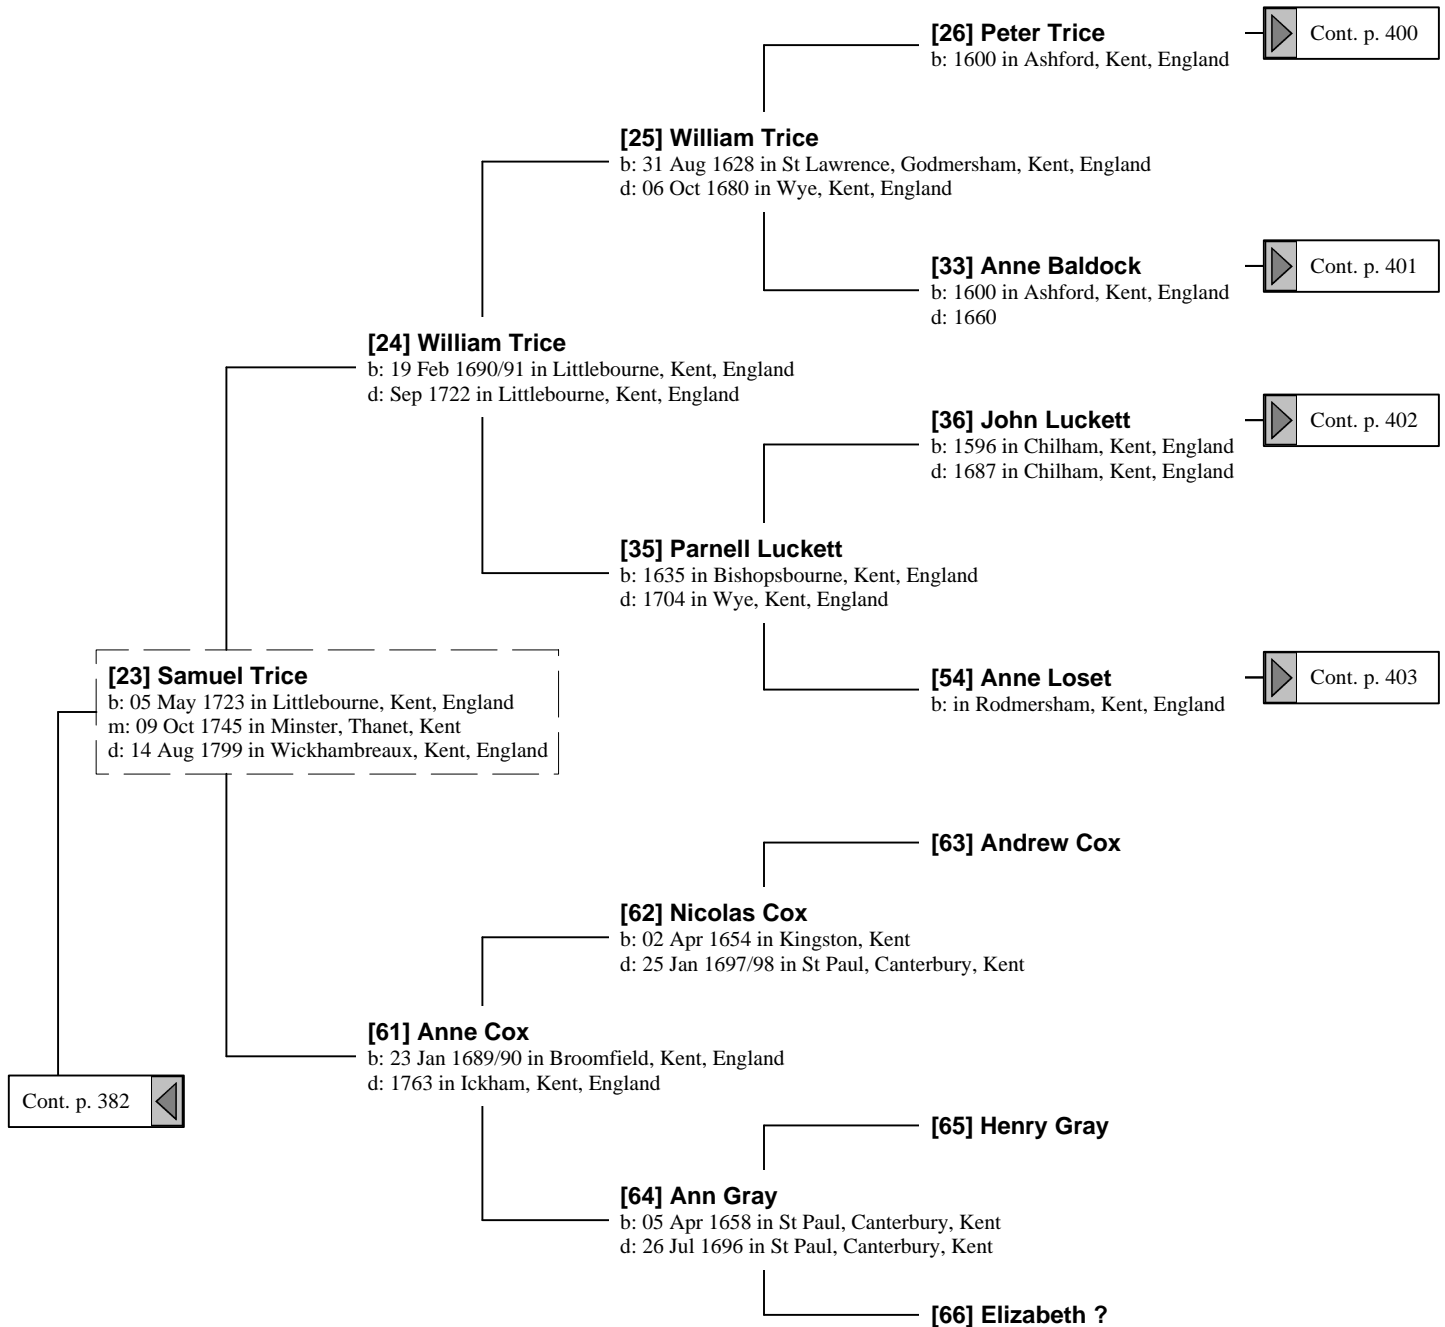 [26] Peter Trice
b: 1600 in Ashford, Kent, England
Cont. p. 400
[25] William Trice
b: 31 Aug 1628 in St Lawrence, Godmersham, Kent, England
d: 06 Oct 1680 in Wye, Kent, England
[33] Anne Baldock
b: 1600 in Ashford, Kent, England
d: 1660
Cont. p. 401
[24] William Trice
b: 19 Feb 1690/91 in Littlebourne, Kent, England
d: Sep 1722 in Littlebourne, Kent, England
[36] John Luckett
b: 1596 in Chilham, Kent, England
d: 1687 in Chilham, Kent, England
Cont. p. 402
[35] Parnell Luckett
b: 1635 in Bishopsbourne, Kent, England
d: 1704 in Wye, Kent, England
[23] Samuel Trice
b: 05 May 1723 in Littlebourne, Kent, England
m: 09 Oct 1745 in Minster, Thanet, Kent
d: 14 Aug 1799 in Wickhambreaux, Kent, England
[54] Anne Loset
b: in Rodmersham, Kent, England
Cont. p. 403
[63] Andrew Cox
[62] Nicolas Cox
b: 02 Apr 1654 in Kingston, Kent
d: 25 Jan 1697/98 in St Paul, Canterbury, Kent
[61] Anne Cox
b: 23 Jan 1689/90 in Broomfield, Kent, England
d: 1763 in Ickham, Kent, England
Cont. p. 382
[65] Henry Gray
[64] Ann Gray
b: 05 Apr 1658 in St Paul, Canterbury, Kent
d: 26 Jul 1696 in St Paul, Canterbury, Kent
[66] Elizabeth ?